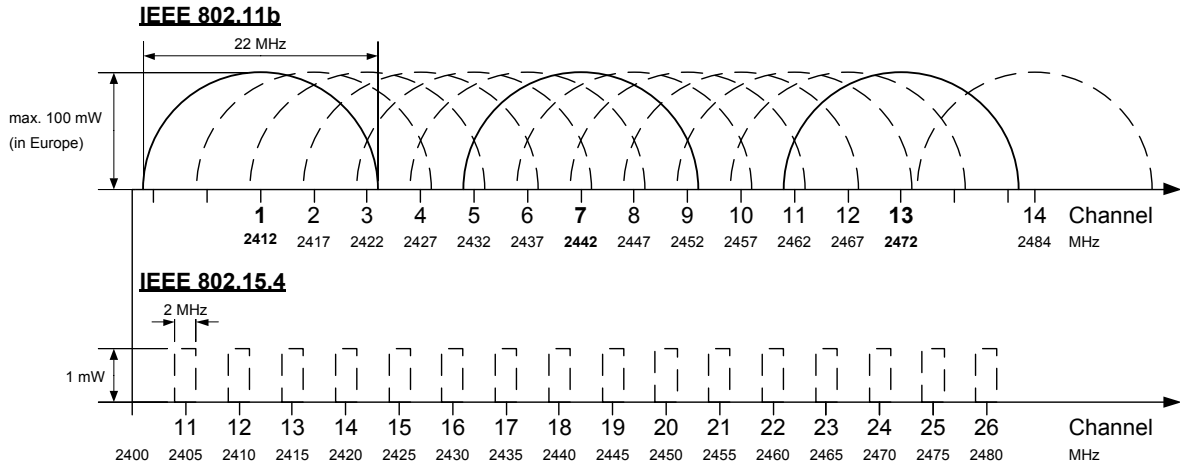 IEEE 802.11b
22 MHz
max. 100 mW
(in Europe)
1 2 3 4 5 6 7 8 9 10 11 12 13 14 Channel
2412 2417 2422 2427 2432 2437 2442 2447 2452 2457 2462 2467 2472 2484 MHz
IEEE 802.15.4
2 MHz
1 mW
11 12 13 14 15 16 17 18 19 20 21 22 23 24 25 26 Channel
2400 2405 2410 2415 2420 2425 2430 2435 2440 2445 2450 2455 2460 2465 2470 2475 2480 MHz